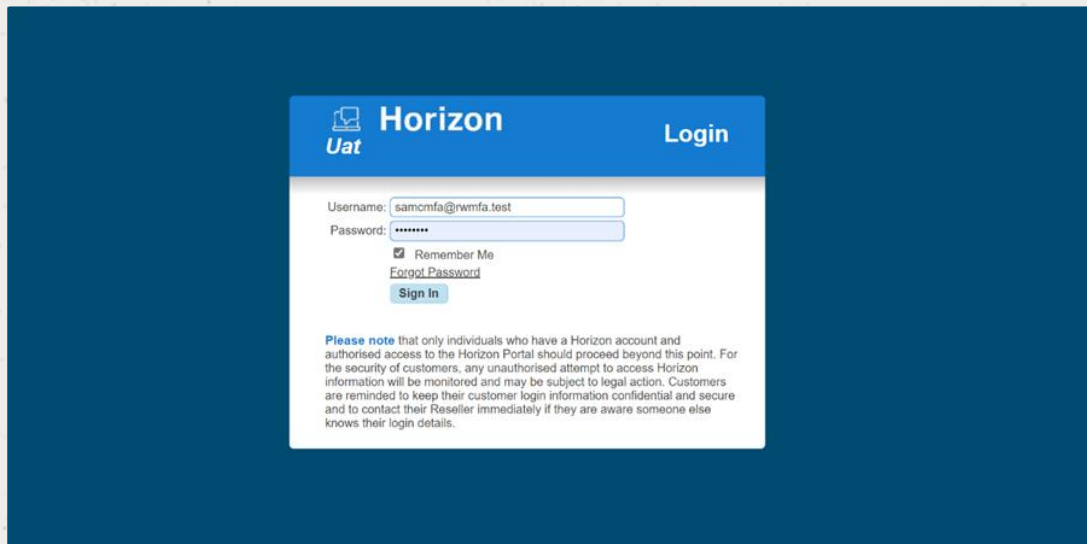 Horizon
Uat
Login
Username: samcmfa@rwmfa.test
Password: ••••••••
Remember Me
Forgot Password
Sign In
Please note that only individuals who have a Horizon account and
authorised access to the Horizon Portal should proceed beyond this point. For
the security of customers, any unauthorised attempt to access Horizon
information will be monitored and may be subject to legal action. Customers
are reminded to keep their customer login information confidential and secure
and to contact their Reseller immediately if they are aware someone else
knows their login details.